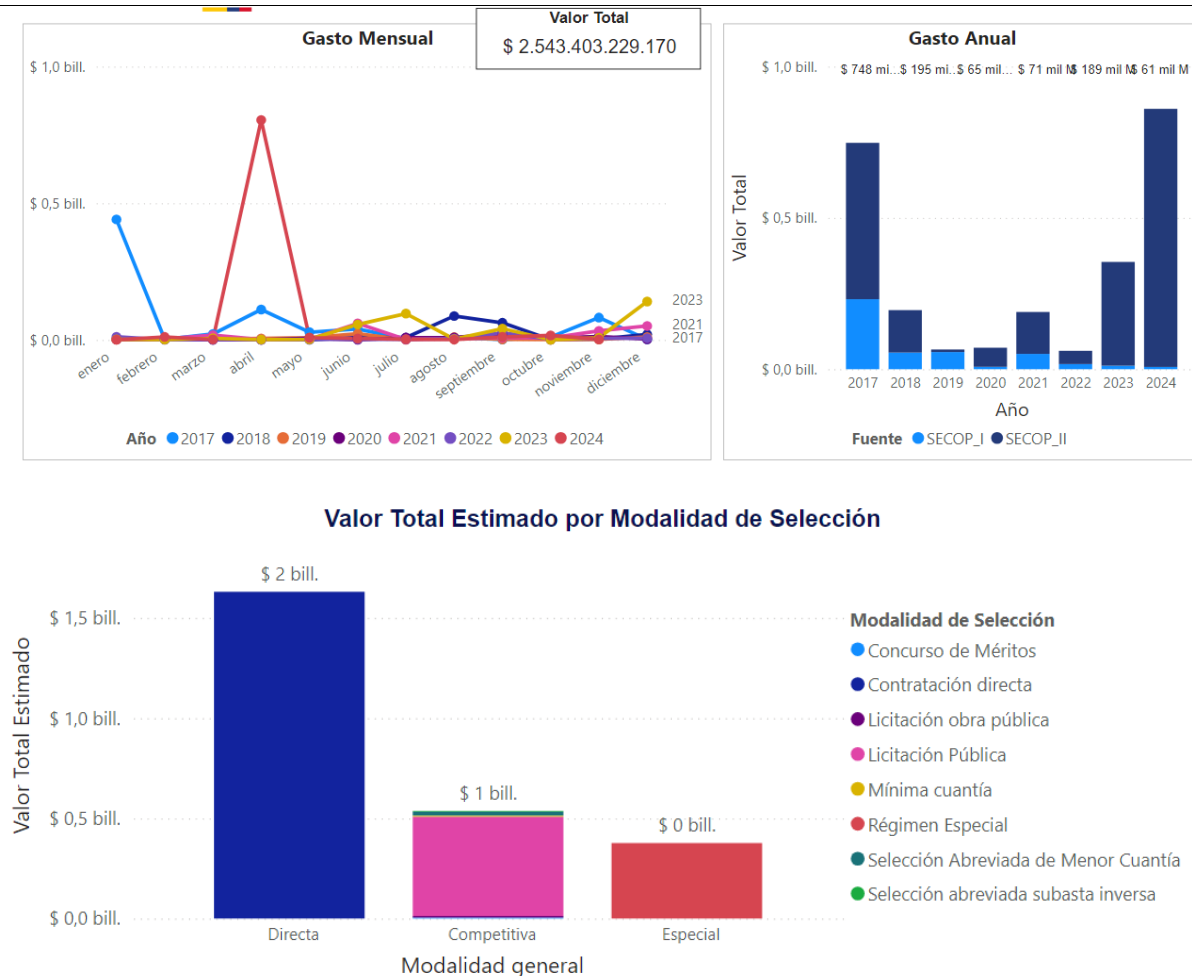 Valor Total
$ 2.543.403.229.170
Gasto Mensual
$ 1,0 bill.
$ 0,5 bill.
$ 0,0 bill.
2023
2021
2017
enero
febrero
marzo
abril
mayo
junio
julio
agosto
septiembre
octubre
noviembre
diciembre
Año 2017 2018 2019 2020 2021 2022 2023 2024
Gasto Anual
$ 748 mi... $ 195 mi... $ 65 mil... $ 71 mil M $ 189 mil M $ 61 mil M
$ 1,0 bill.
$ 0,5 bill.
$ 0,0 bill.
Valor Total
2017 2018 2019 2020 2021 2022 2023 2024
Año
Fuente SECOP_I SECOP_II
Valor Total Estimado por Modalidad de Selección
Valor Total Estimado
$ 1,5 bill.
$ 1,0 bill.
$ 0,5 bill.
$ 0,0 bill.
$ 2 bill.
$ 1 bill.
$ 0 bill.
Directa Competitiva Especial
Modalidad general
Modalidad de Selección
Concurso de Méritos
Contratación directa
Licitación obra pública
Licitación Pública
Mínima cuantía
Régimen Especial
Selección Abreviada de Menor Cuantía
Selección abreviada subasta inversa